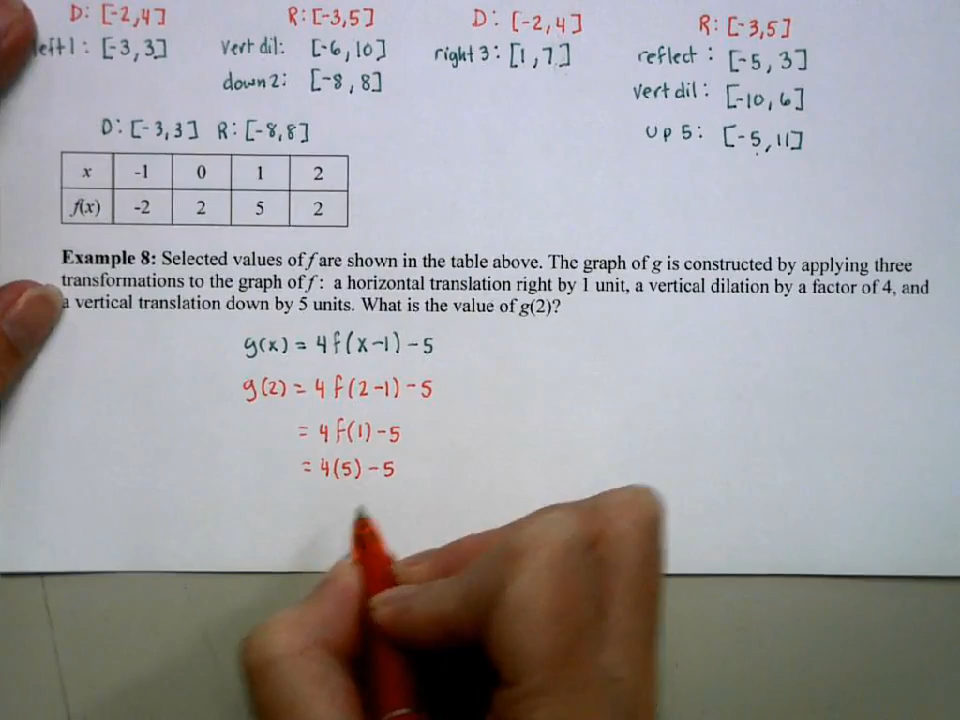 D: [-2,4] R: [-3,5] D: [-2,4] R: [-3,5]
left 1: [-3,3] vert dil: [-6,10] right 3: [1,7] reflect: [-5,3]
down 2: [-8,8] vert dil: [-10,6]
D: [-3,3] R: [-8,8] up 5: [-5,11]
x -1 0 1 2
f(x) -2 2 5 2
Example 8: Selected values of f are shown in the table above. The graph of g is constructed by applying three
transformations to the graph of f: a horizontal translation right by 1 unit, a vertical dilation by a factor of 4, and
a vertical translation down by 5 units. What is the value of g(2)?
g(x) = 4f(x-1)-5
g(2) = 4f(2-1)-5
= 4f(1)-5
= 4(5)-5